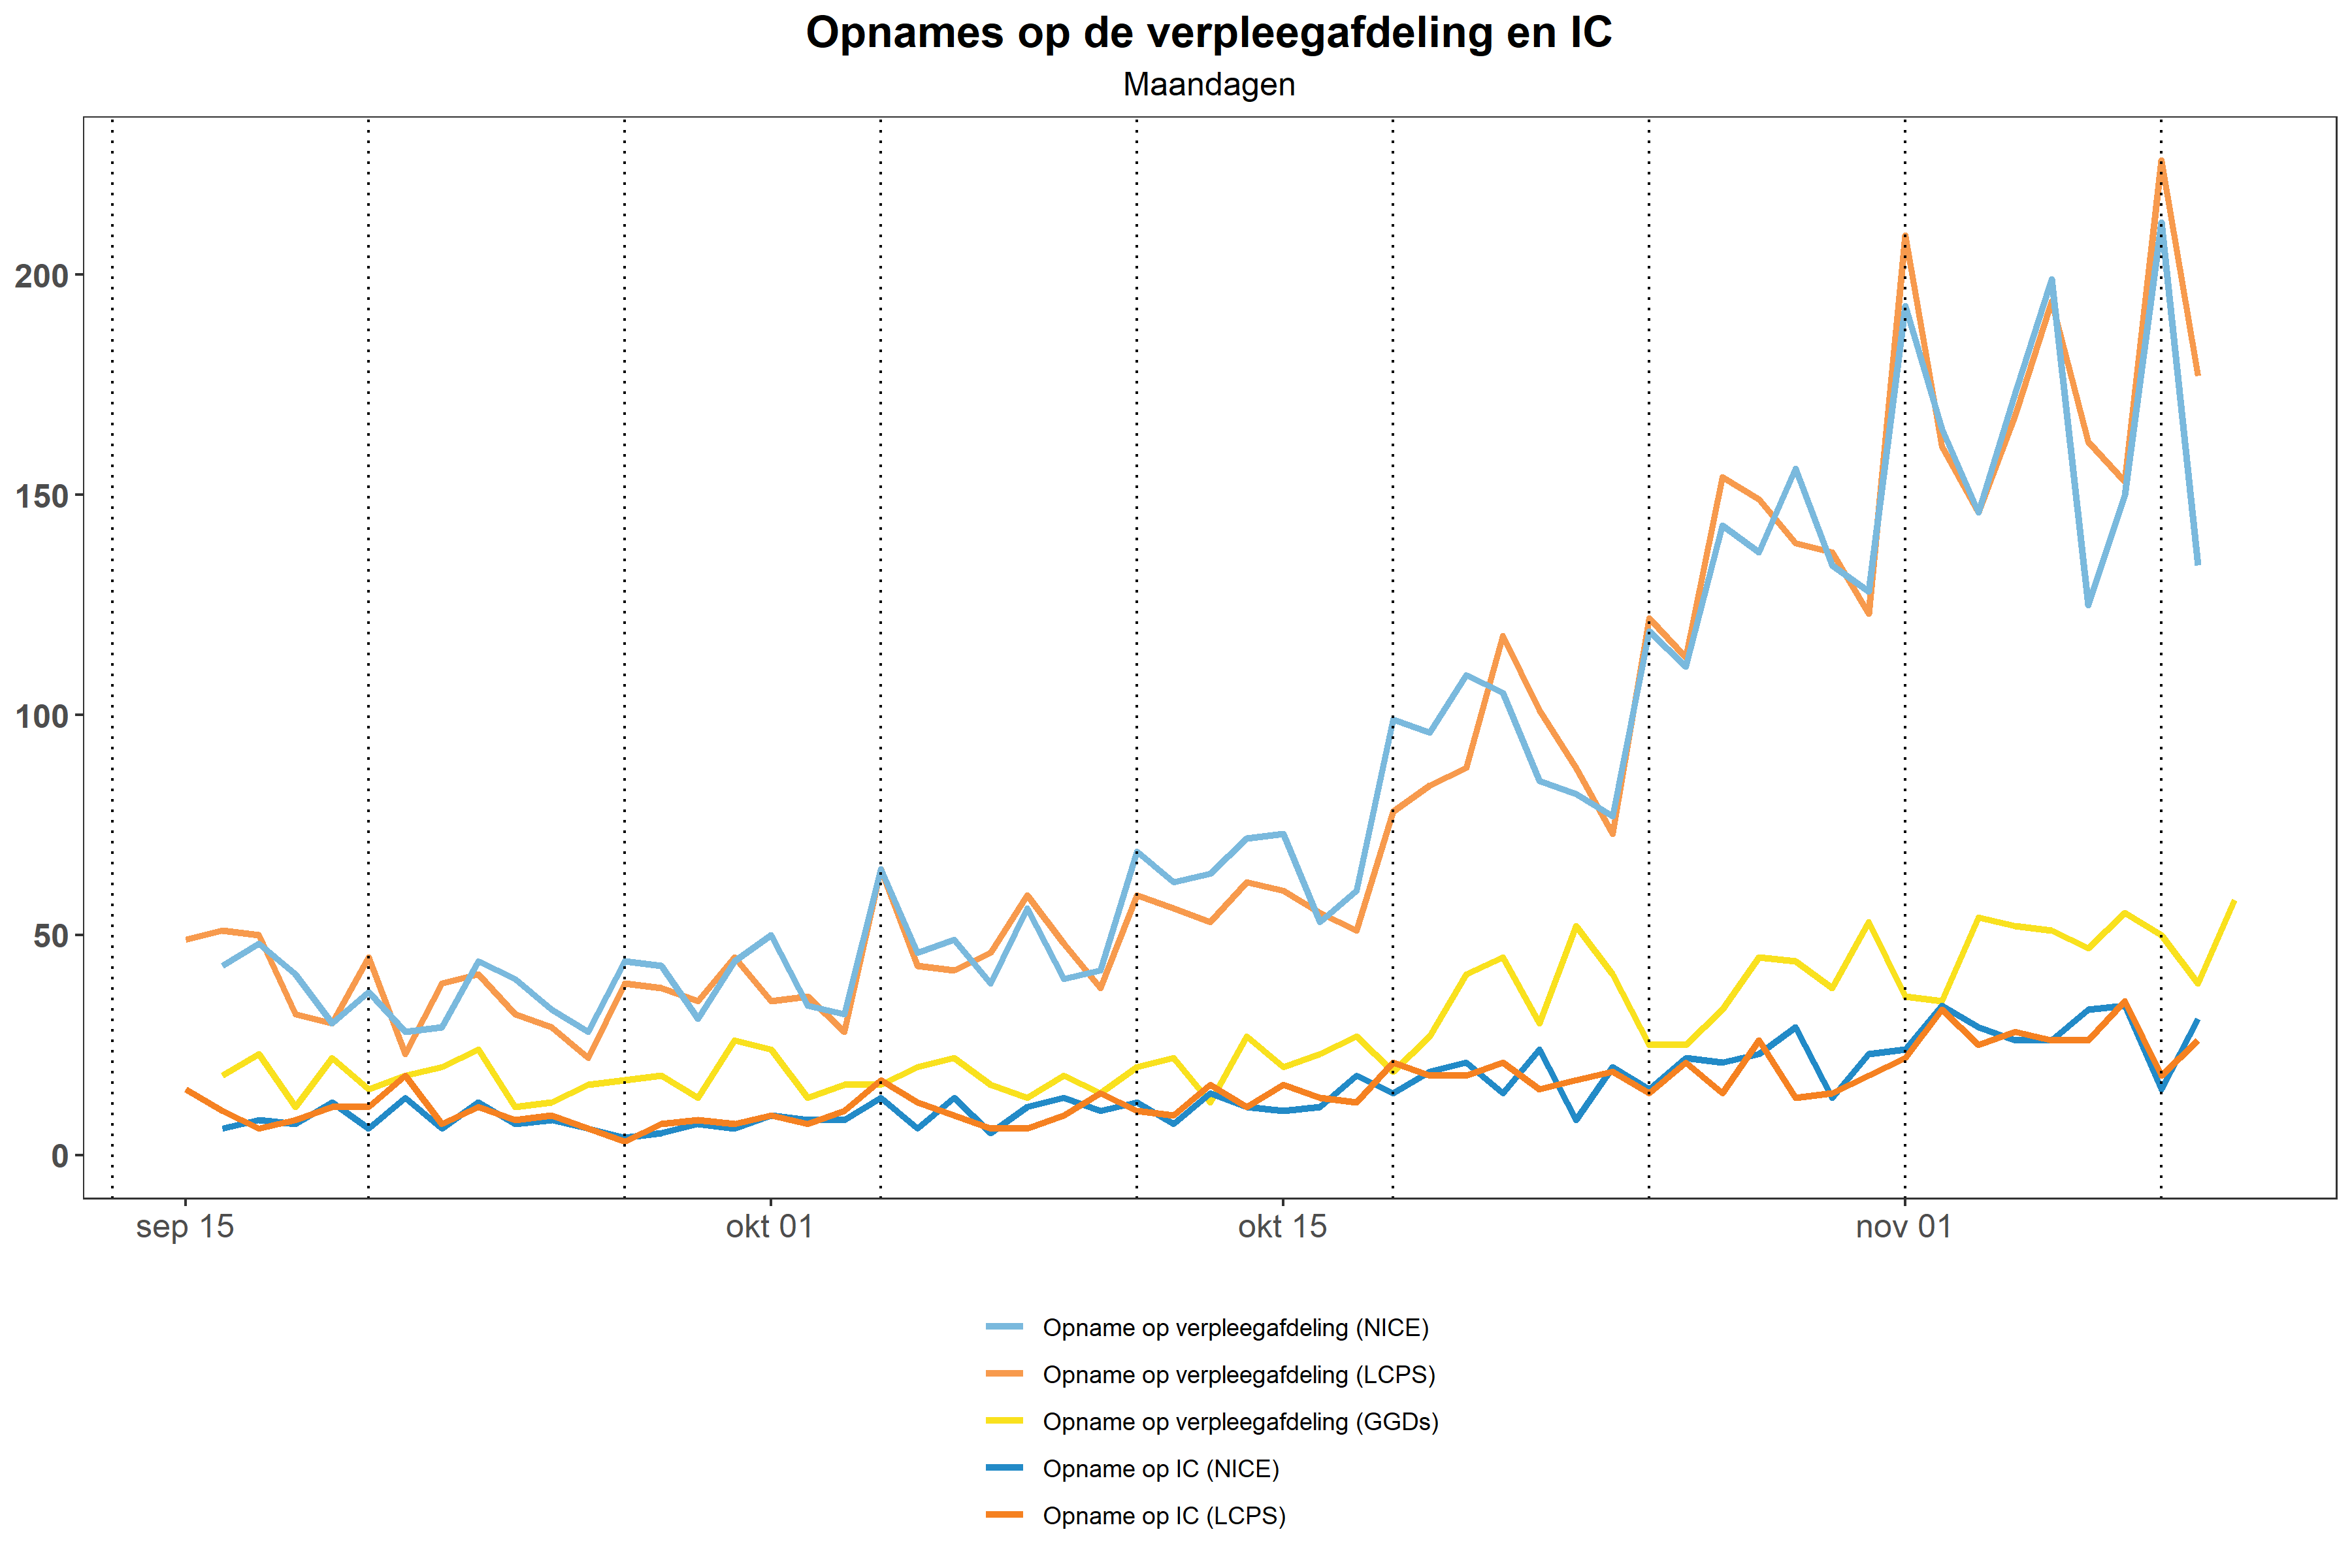 Opnames op de verpleegafdeling en IC
Maandagen
200
150
100
50
0
sep 15
okt 01
okt 15
nov 01
Opname op verpleegafdeling (NICE)
Opname op verpleegafdeling (LCPS)
Opname op verpleegafdeling (GGDs)
Opname op IC (NICE)
Opname op IC (LCPS)